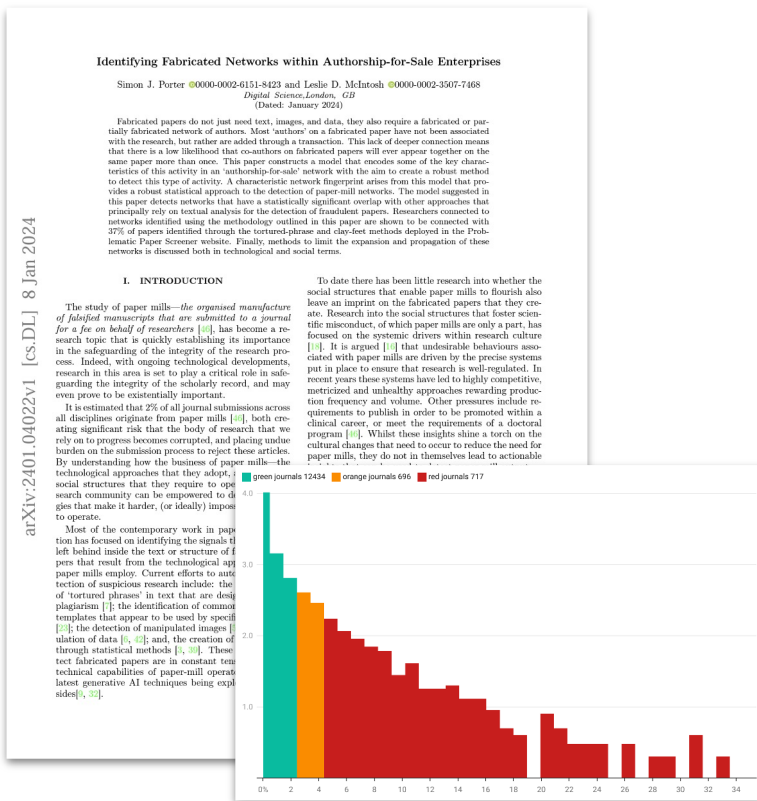 Identifying Fabricated Networks within Authorship-for-Sale Enterprises
Simon J. Porter 0000-0002-6151-8423 and Leslie D. McIntosh 0000-0002-3507-7468
Digital Science,London, GB
(Dated: January 2024)
Fabricated papers do not just need text, images, and data, they also require a fabricated or par-
tially fabricated network of authors. Most ‘authors’ on a fabricated paper have not been associated
with the research, but rather are added through a transaction. This lack of deeper connection means
that there is a low likelihood that co-authors on fabricated papers will ever appear together on the
same paper more than once. This paper constructs a model that encodes some of the key charac-
teristics of this activity in an ‘authorship-for-sale’ network with the aim to create a robust method
to detect this type of activity. A characteristic network fingerprint arises from this model that pro-
vides a robust statistical approach to the detection of paper-mill networks. The model suggested in
this paper detects networks that have a statistically significant overlap with other approaches that
principally rely on textual analysis for the detection of fraudulent papers. Researchers connected to
networks identified using the methodology outlined in this paper are shown to be connected with
37% of papers identified through the tortured-phrase and clay-feet methods deployed in the Prob-
lematic Paper Screener website. Finally, methods to limit the expansion and propagation of these
networks is discussed both in technological and social terms.
arXiv:2401.04022v1 [cs.DL] 8 Jan 2024
I. INTRODUCTION
The study of paper mills—the organised manufacture
of falsified manuscripts that are submitted to a journal
for a fee on behalf of researchers [46], has become a re-
search topic that is quickly establishing its importance
in the safeguarding of the integrity of the research pro-
cess. Indeed, with ongoing technological developments,
research in this area is set to play a critical role in safe-
guarding the integrity of the scholarly record, and may
even prove to be existentially important.
It is estimated that 2% of all journal submissions across
all disciplines originate from paper mills [46], both cre-
ating significant risk that the body of research that we
rely on to progress becomes corrupted, and placing undue
burden on the submission process to reject these articles.
By understanding how the business of paper mills—the
technological approaches that they adopt, a
social structures that they require to ope
search community can be empowered to de
gies that make it harder, (or ideally) imposs
to operate.
Most of the contemporary work in pape
tion has focused on identifying the signals th
left behind inside the text or structure of f
pers that result from the technological app
paper mills employ. Current efforts to auto
tection of suspicious research include: the
of ‘tortured phrases’ in text that are desig
plagiarism [7]; the identification of common
templates that appear to be used by specif
[23]; the detection of manipulated images [
ulation of data [6, 42]; and, the creation of
through statistical methods [3, 30]. These
tect fabricated papers are in constant tens
technical capabilities of paper-mill operato
latest generative AI techniques being expl
sides[9, 32].
To date there has been little research into whether the
social structures that enable paper mills to flourish also
leave an imprint on the fabricated papers that they cre-
ate. Research into the social structures that foster scien-
tific misconduct, of which paper mills are only a part, has
focused on the systemic drivers within research culture
[18]. It is argued [16] that undesirable behaviours asso-
ciated with paper mills are driven by the precise systems
put in place to ensure that research is well-regulated. In
recent years these systems have led to highly competitive,
metricized and unhealthy approaches rewarding produc-
tion frequency and impact factors. Other pressures include re-
quirements to publish in order to be promoted within a
clinical career, or meet the requirements of a doctoral
program [46]. Whilst these insights shine a torch on the
cultural changes that need to occur to reduce the need for
paper mills, they do not in themselves lead to actionable
green journals 12434 orange journals 696 red journals 717
4.0
3.0
2.0
1.0
0% 2 4 6 8 10 12 14 16 18 20 22 24 26 28 30 32 34